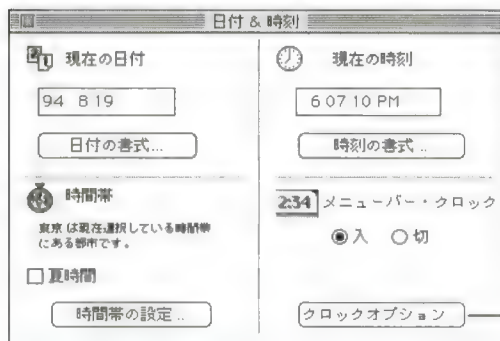 日付 & 時刻
現在の日付
94 8 19
日付の書式...
現在の時刻
6 07 10 PM
時刻の書式 ..
時間帯
東京 は現在選択している時間帯
にある都市です。
夏時間
時間帯の設定 ..
2:34 メニューバー・クロック
入 切
クロックオプション